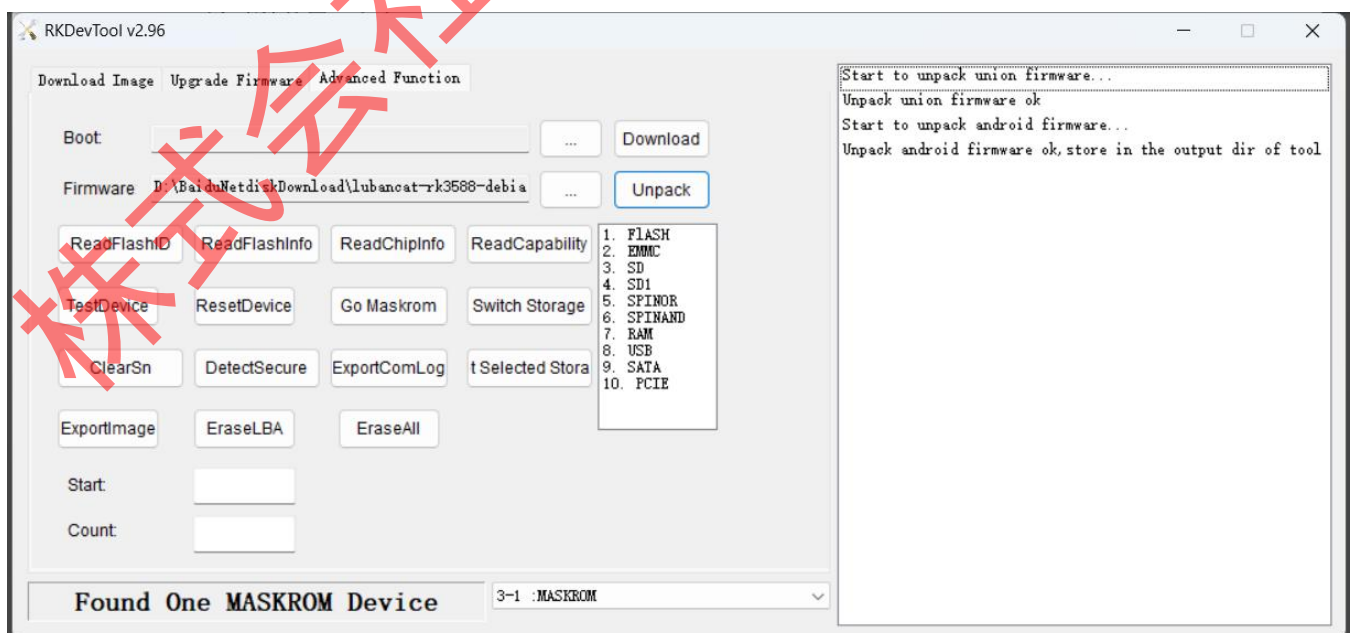 RKDevTool v2.96
Download Image Upgrade Firmware Advanced Function
Boot:
...
Download
Firmware
D:\BaiduNetdiskDownload\lubancat-rk3588-debia
...
Unpack
ReadFlashID ReadFlashInfo ReadChipInfo ReadCapability
TestDevice ResetDevice Go Maskrom Switch Storage
ClearSn DetectSecure ExportComLog t Selected Stora
ExportImage EraseLBA EraseAll
1. FlASH
2. EMMC
3. SD
4. SD1
5. SPINOR
6. SPINAND
7. RAM
8. USB
9. SATA
10. PCIE
Start:
Count:
Found One MASKROM Device
3-1 :MASKROM
Start to unpack union firmware...
Unpack union firmware ok
Start to unpack android firmware...
Unpack android firmware ok,store in the output dir of tool
株式会社